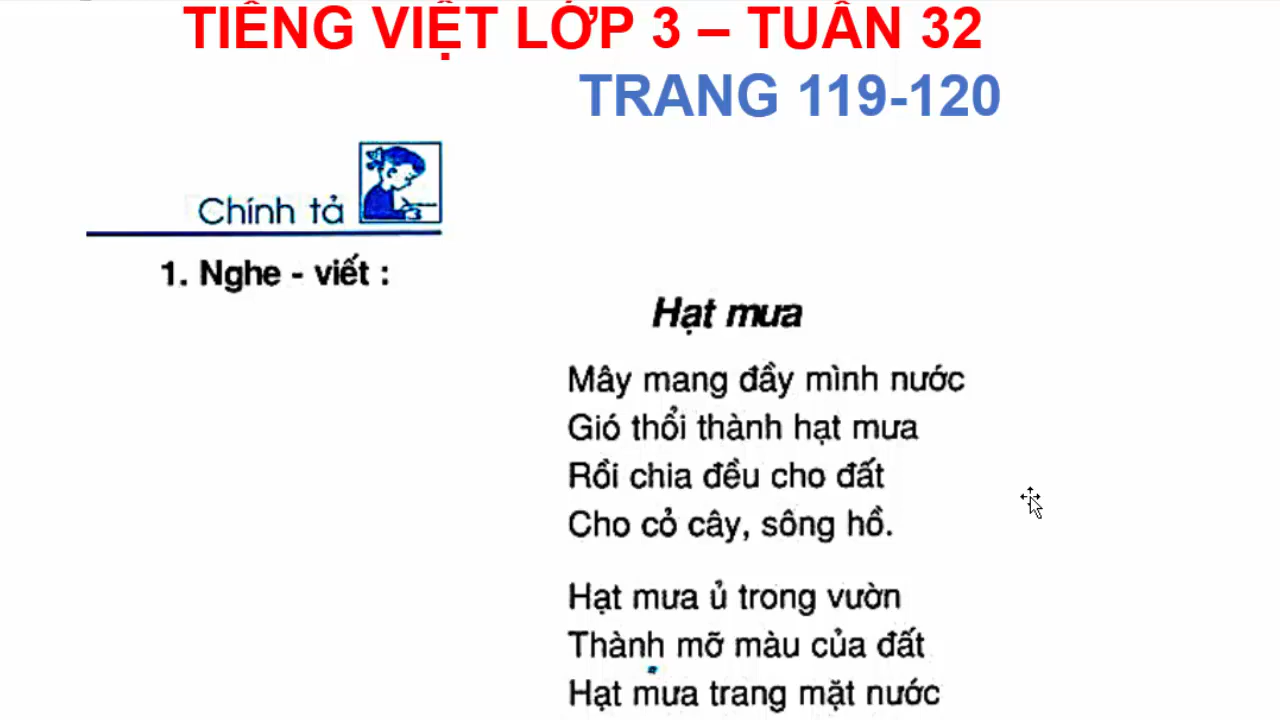 TIẾNG VIỆT LỚP 3 – TUẦN 32
TRANG 119-120
Chính tả
1. Nghe - viết :
Hạt mưa
Mây mang đầy mình nước
Gió thổi thành hạt mưa
Rồi chia đều cho đất
Cho cỏ cây, sông hồ.
Hạt mưa ủ trong vườn
Thành mỡ màu của đất
Hạt mưa trang mặt nước